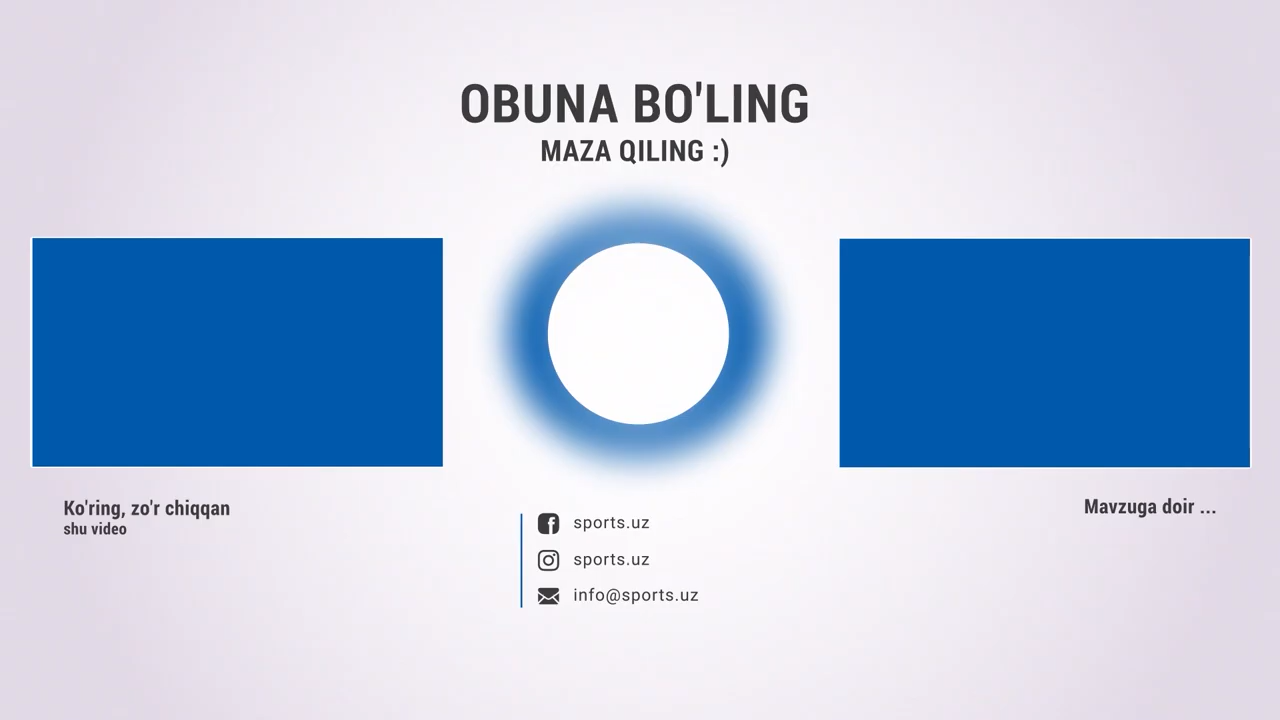 OBUNA BO'LING
MAZA QILING :)
Ko'ring, zo'r chiqqan
shu video
Mavzuga doir ...
sports.uz
sports.uz
info@sports.uz